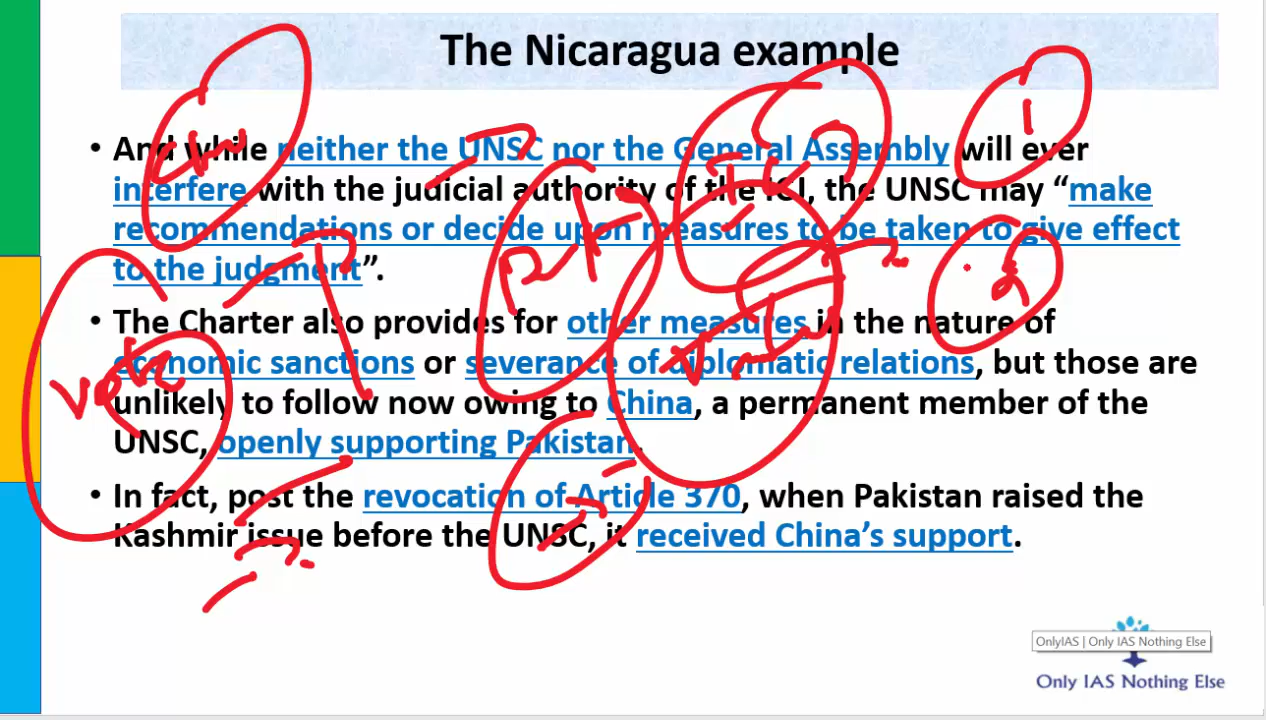 The Nicaragua example
• And while neither the UNSC nor the General Assembly will ever
interfere with the judicial authority of the ICJ, the UNSC may “make
recommendations or decide upon measures to be taken to give effect
to the judgment”.
• The Charter also provides for other measures in the nature of
economic sanctions or severance of diplomatic relations, but those are
unlikely to follow now owing to China, a permanent member of the
UNSC, openly supporting Pakistan.
• In fact, post the revocation of Article 370, when Pakistan raised the
Kashmir issue before the UNSC, it received China’s support.
1
2
Veto
OnlyIAS | Only IAS Nothing Else
Only IAS Nothing Else